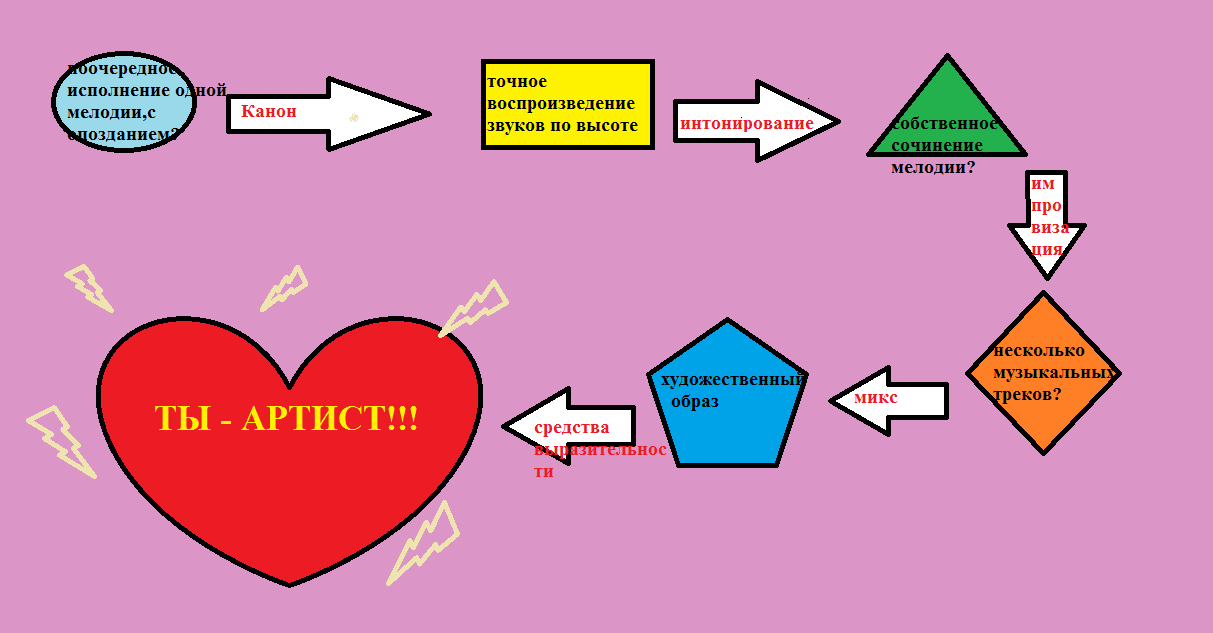 поочередное
исполнение одной
мелодии,с
опозданием?
Канон
точное
воспроизведение
звуков по высоте
интонирование
собственное
сочинение
мелодии?
им
про
виза
ция
несколько
музыкальных
треков?
микс
художественный
образ
средства
выразительнос
ти
ТЫ - АРТИСТ!!!